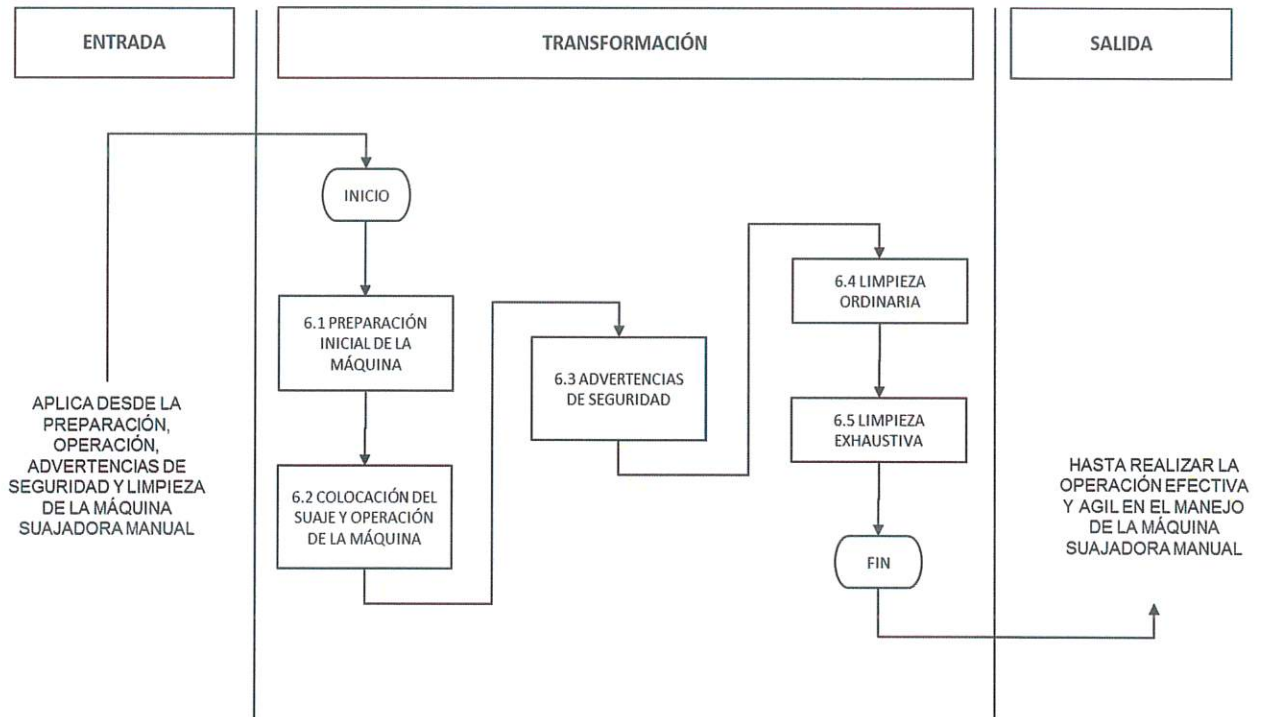 ENTRADA
TRANSFORMACIÓN
SALIDA
APLICA DESDE LA
PREPARACIÓN,
OPERACIÓN,
ADVERTENCIAS DE
SEGURIDAD Y LIMPIEZA
DE LA MÁQUINA
SUAJADORA MANUAL
INICIO
6.1 PREPARACIÓN
INICIAL DE LA
MÁQUINA
6.2 COLOCACIÓN DEL
SUAJE Y OPERACIÓN
DE LA MÁQUINA
6.3 ADVERTENCIAS
DE SEGURIDAD
6.4 LIMPIEZA
ORDINARIA
6.5 LIMPIEZA
EXHAUSTIVA
FIN
HASTA REALIZAR LA
OPERACIÓN EFECTIVA
Y AGIL EN EL MANEJO
DE LA MÁQUINA
SUAJADORA MANUAL